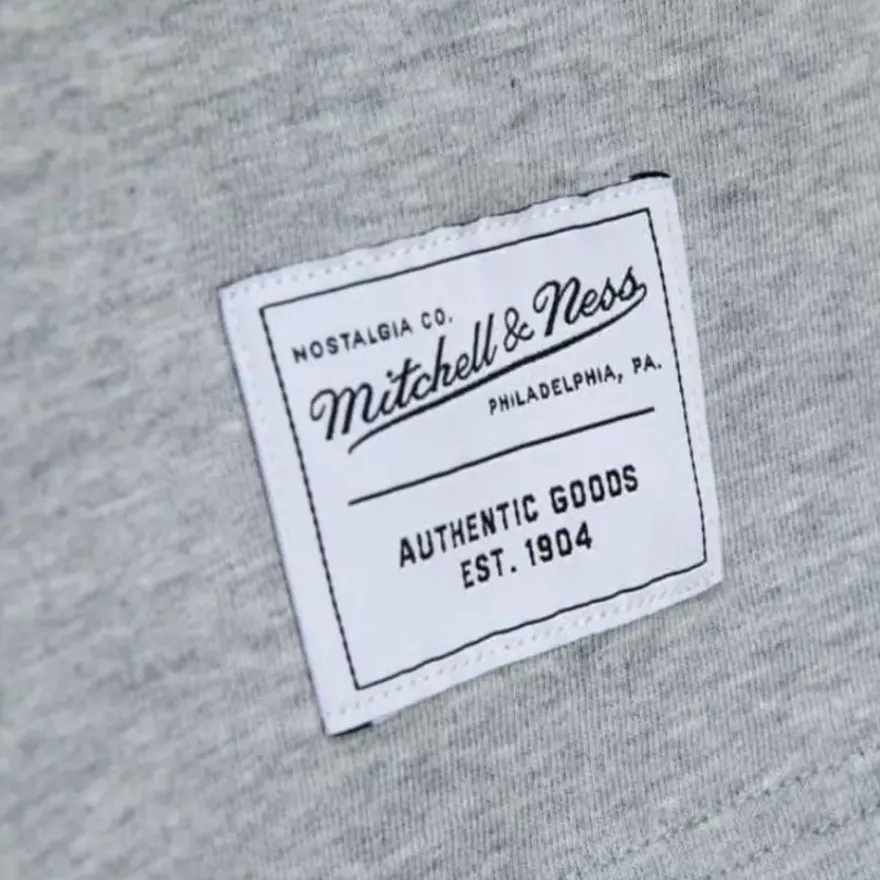 NOSTALGIA CO.
Mitchell & Ness
PHILADELPHIA, PA.
AUTHENTIC GOODS
EST. 1904